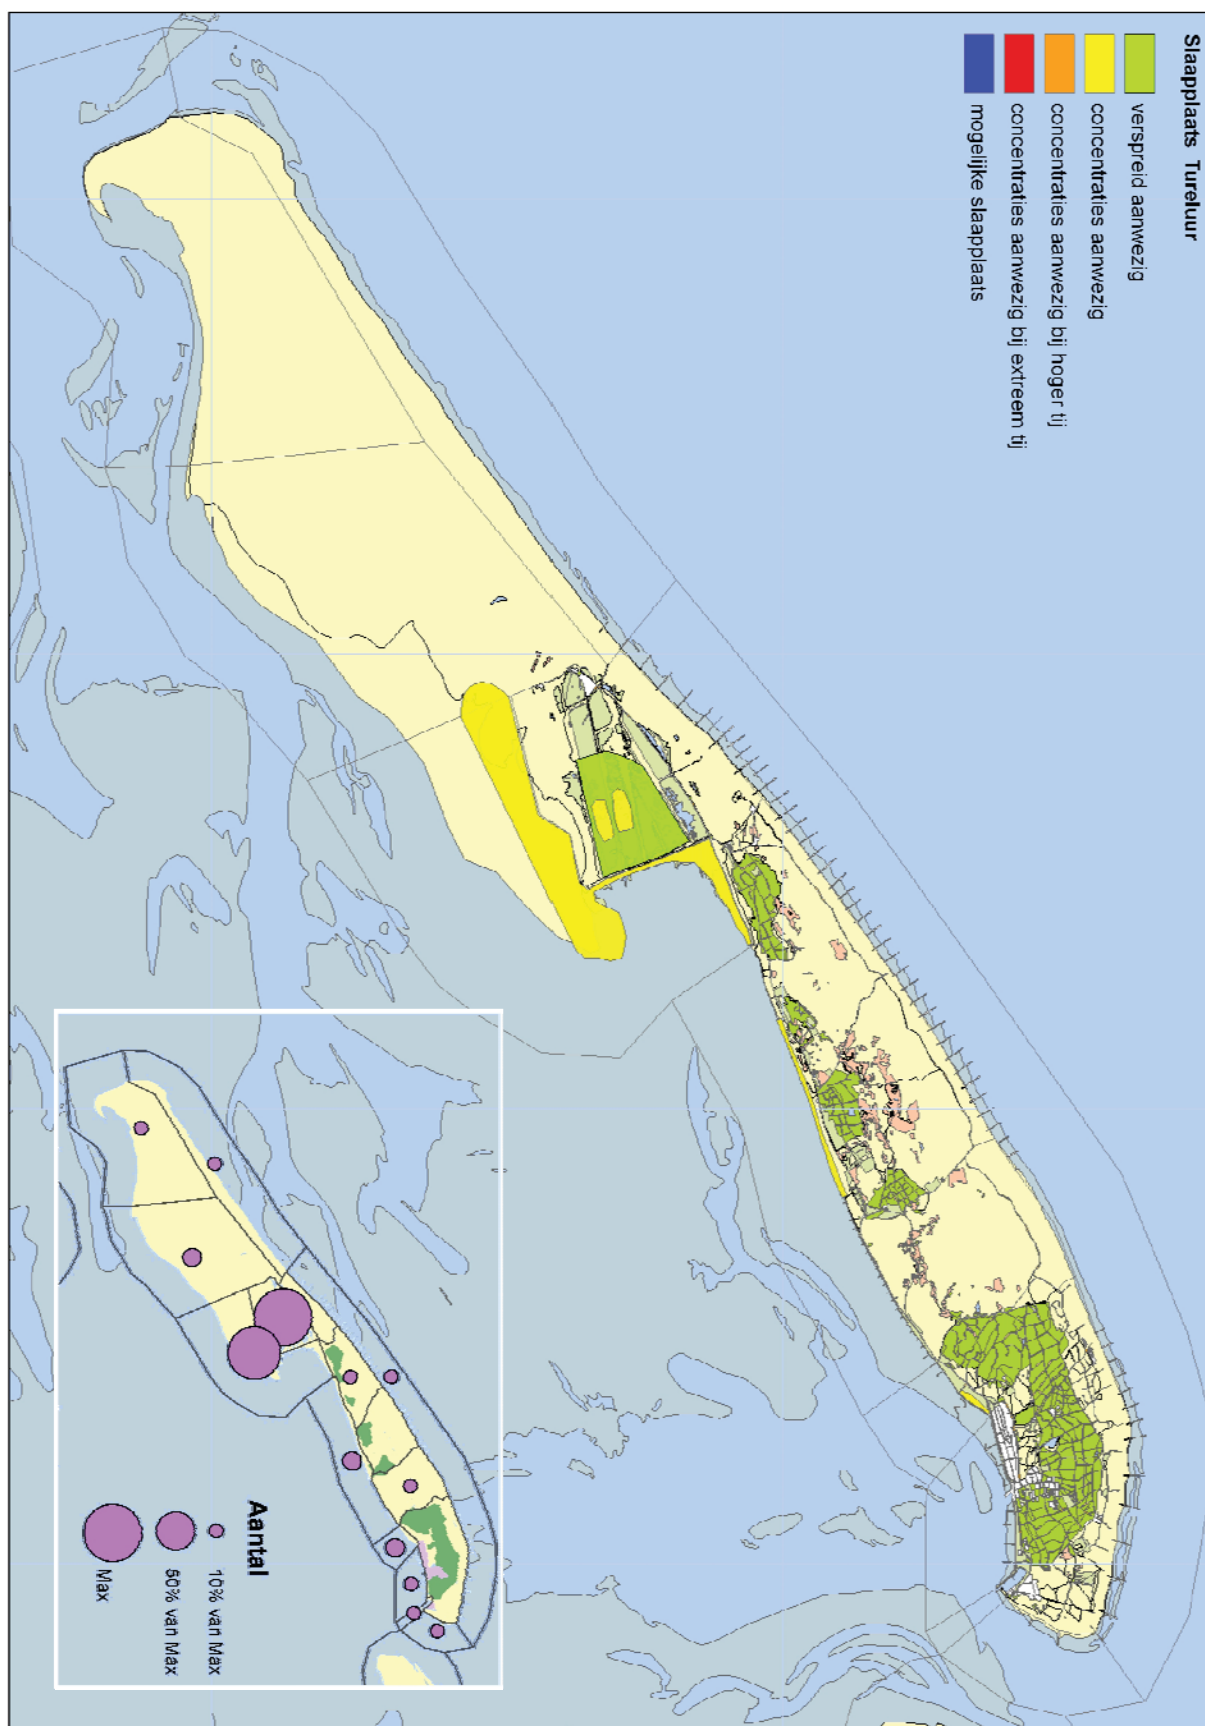 Slaapplaats Tureluur
verspreid aanwezig
concentraties aanwezig
concentraties aanwezig bij hoger tij
concentraties aanwezig bij extreem tij
mogelijke slaapplaats
Aantal
10% van Max
50% van Max
Max